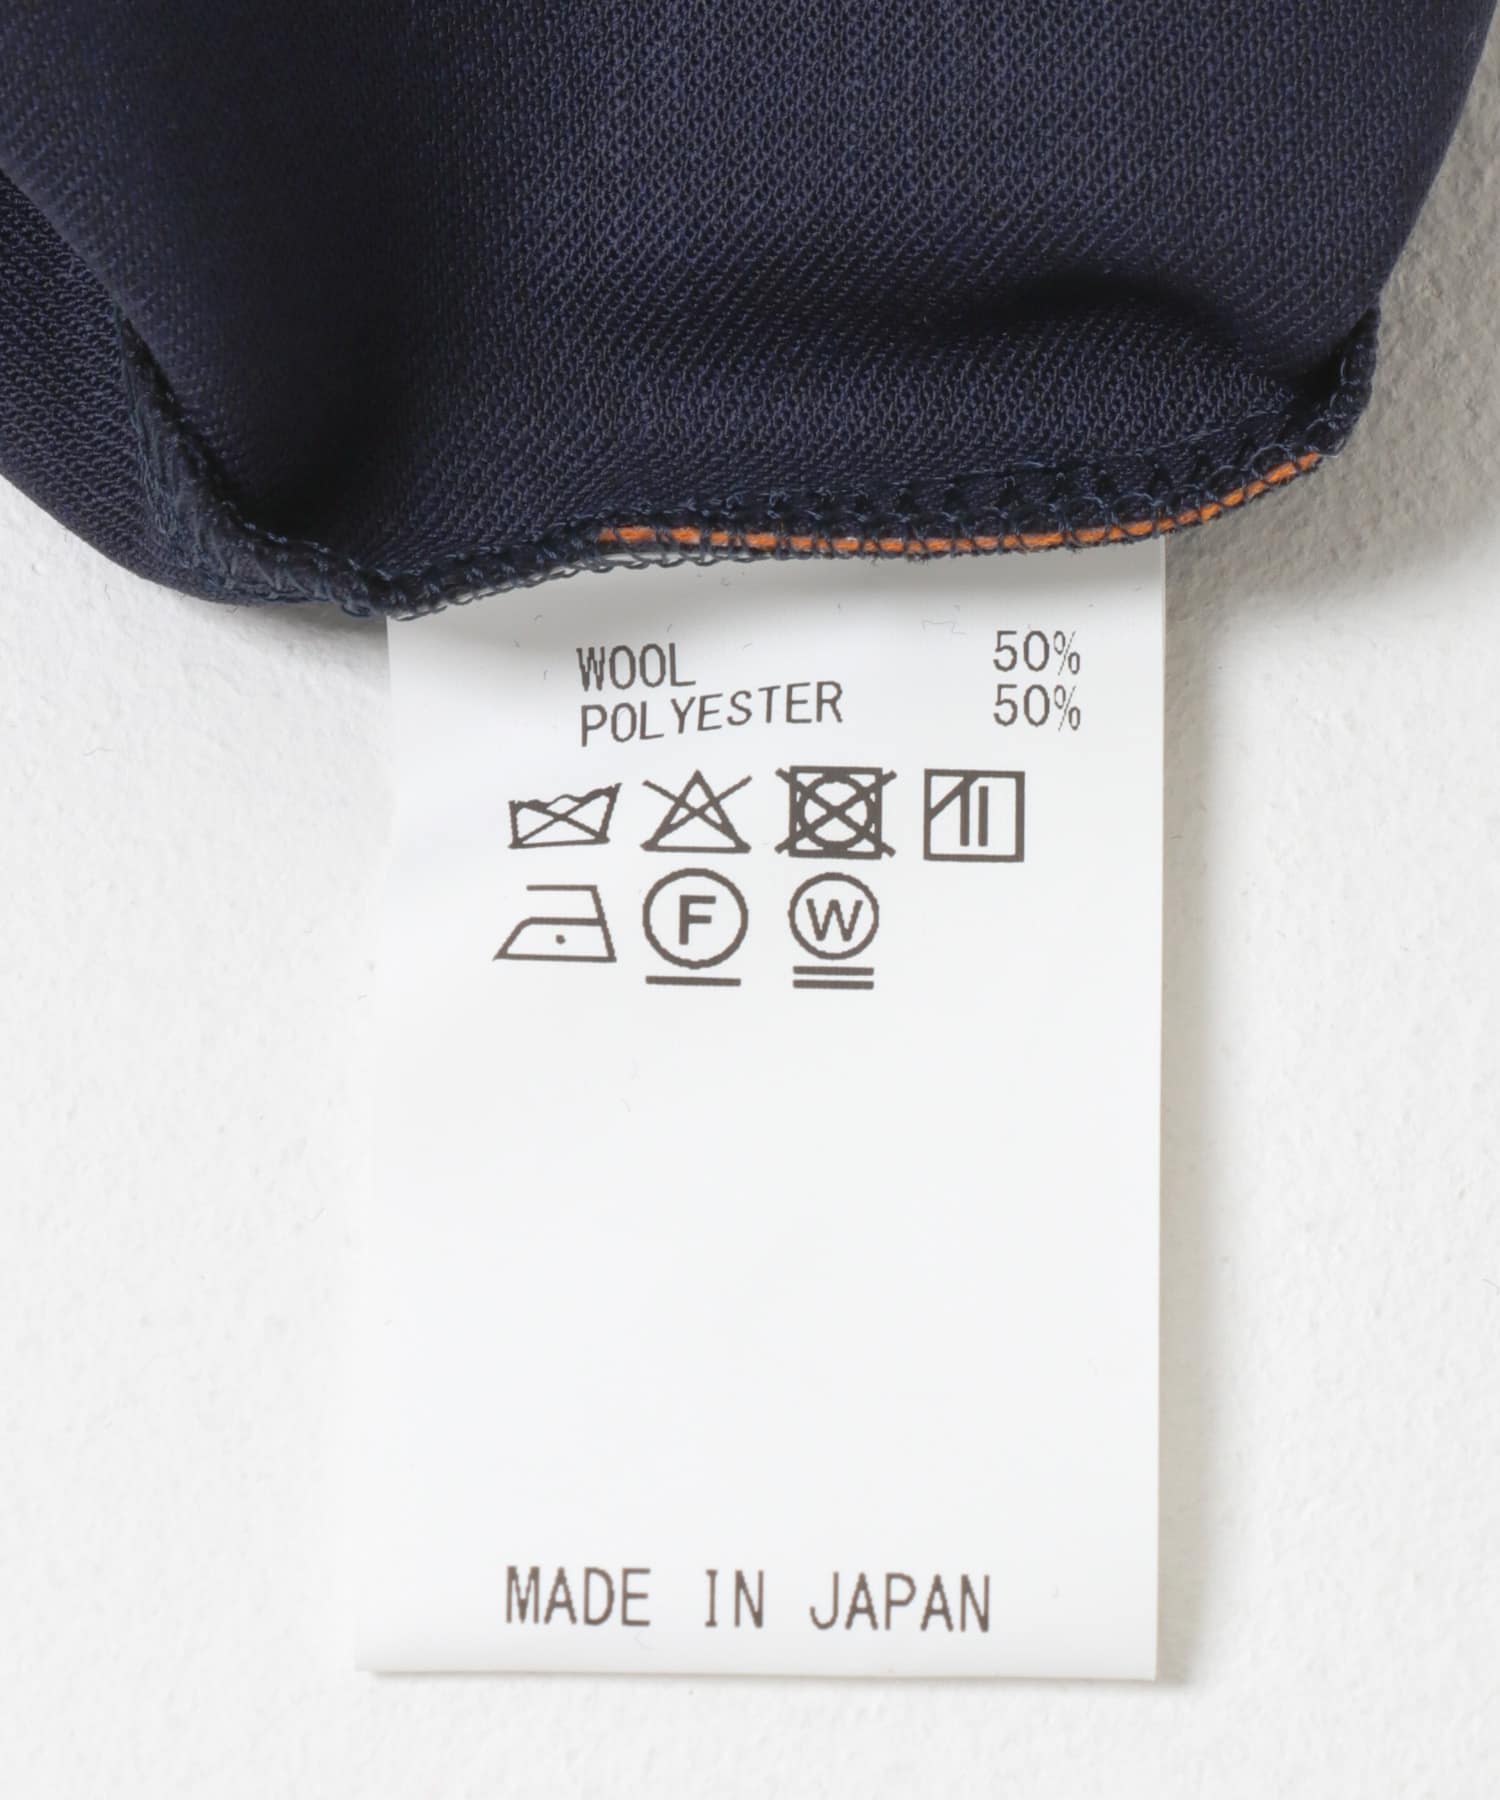 WOOL 50%
POLYESTER 50%
F W
MADE IN JAPAN